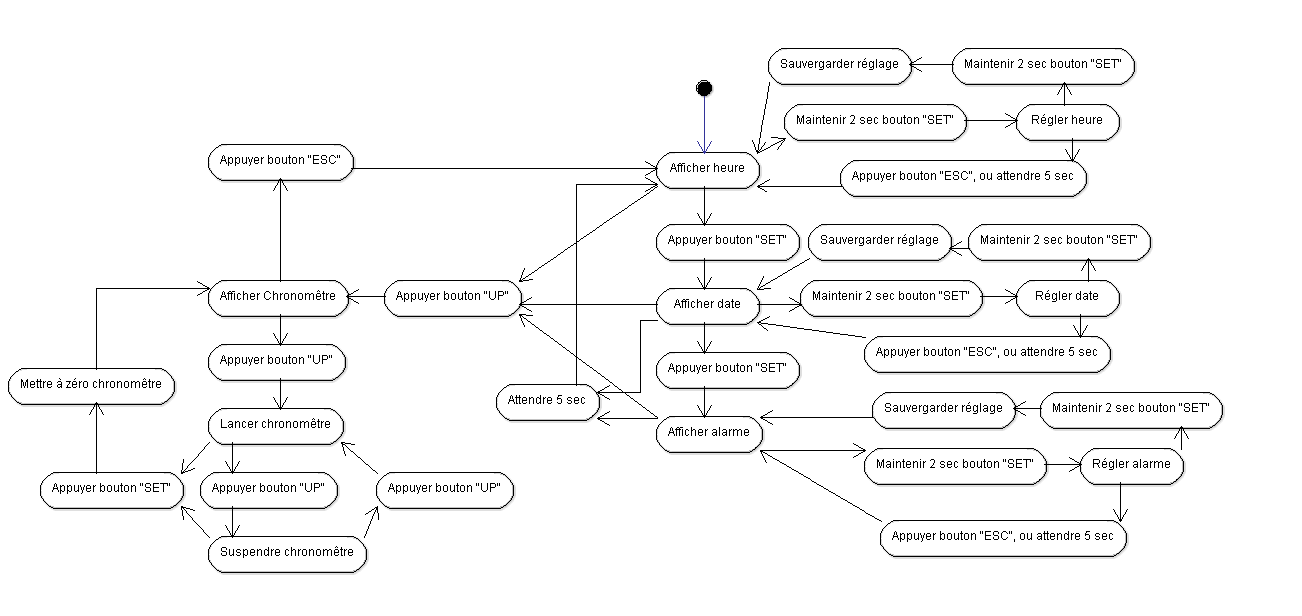 Sauvergarder réglage
Maintenir 2 sec bouton "SET"
Maintenir 2 sec bouton "SET"
Régler heure
Appuyer bouton "ESC"
Afficher heure
Appuyer bouton "ESC", ou attendre 5 sec
Appuyer bouton "SET"
Sauvergarder réglage
Maintenir 2 sec bouton "SET"
Afficher Chronomêtre
Appuyer bouton "UP"
Afficher date
Maintenir 2 sec bouton "SET"
Régler date
Appuyer bouton "UP"
Appuyer bouton "SET"
Appuyer bouton "ESC", ou attendre 5 sec
Mettre à zéro chronomêtre
Attendre 5 sec
Sauvergarder réglage
Maintenir 2 sec bouton "SET"
Lancer chronomêtre
Afficher alarme
Maintenir 2 sec bouton "SET"
Régler alarme
Appuyer bouton "SET"
Appuyer bouton "UP"
Appuyer bouton "UP"
Appuyer bouton "ESC", ou attendre 5 sec
Suspendre chronomêtre